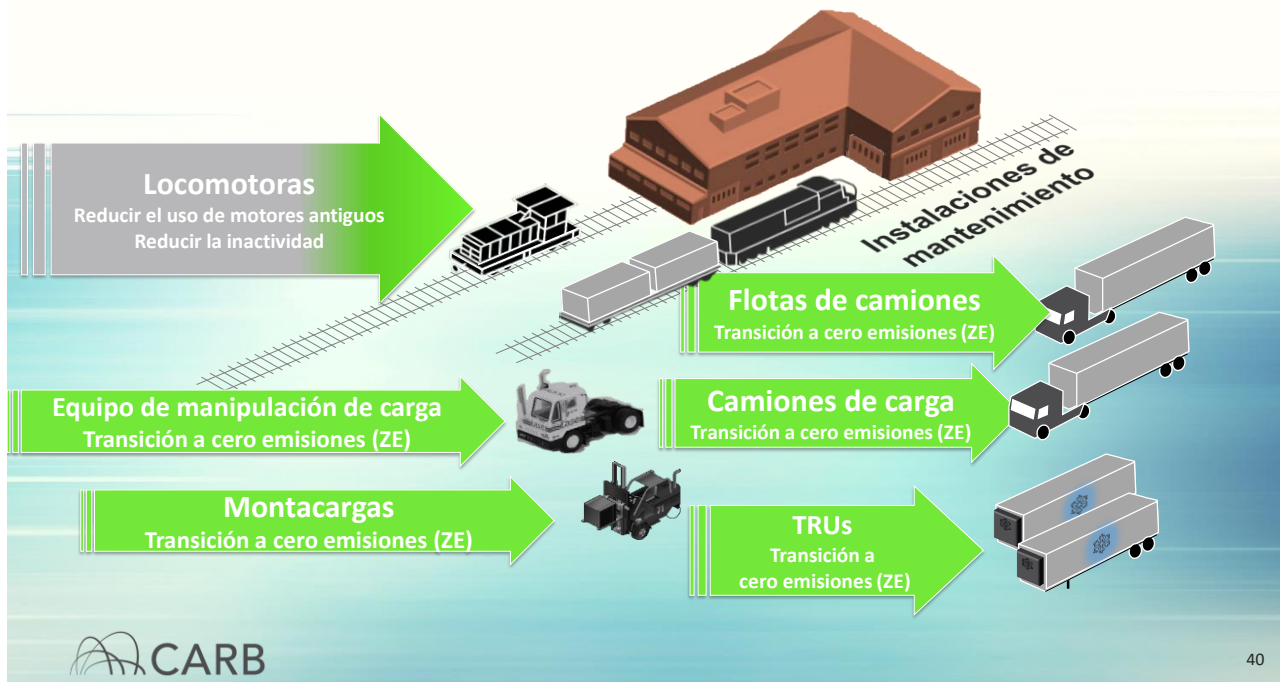 Locomotoras
Reducir el uso de motores antiguos
Reducir la inactividad
Instalaciones de
mantenimiento
Flotas de camiones
Transición a cero emisiones (ZE)
Equipo de manipulación de carga
Transición a cero emisiones (ZE)
Camiones de carga
Transición a cero emisiones (ZE)
Montacargas
Transición a cero emisiones (ZE)
TRUs
Transición a
cero emisiones (ZE)
CARB
40